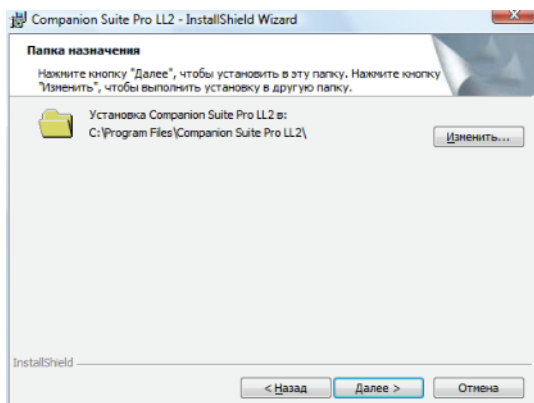 Companion Suite Pro LL2 - InstallShield Wizard
Папка назначения
Нажмите кнопку "Далее", чтобы установить в эту папку. Нажмите кнопку
"Изменить", чтобы выполнить установку в другую папку.
Установка Companion Suite Pro LL2 в:
C:\Program Files\Companion Suite Pro LL2\
Изменить...
InstallShield
< Назад
Далее >
Отмена